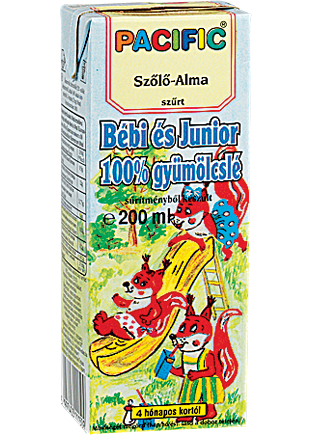 PACIFIC
Szőlő-Alma
szűrt
Bébi és Junior
100% gyümölcslé
sűrítményből készült
℮ 200 ml
4 hónapos kortól